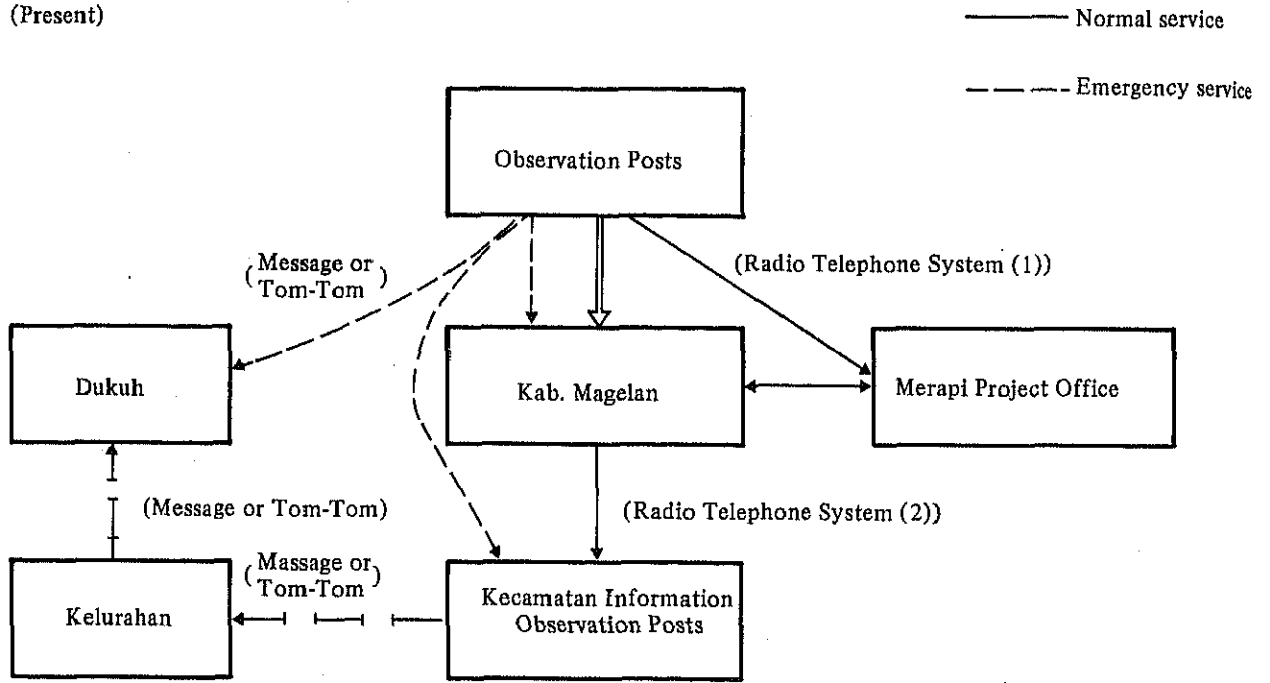 (Present)
Normal service
Emergency service
Observation Posts
(Message or
Tom-Tom)
(Radio Telephone System (1))
Dukuh
Kab. Magelan
Merapi Project Office
(Message or Tom-Tom)
(Radio Telephone System (2))
(Massage or
Tom-Tom)
Kelurahan
Kecamatan Information
Observation Posts